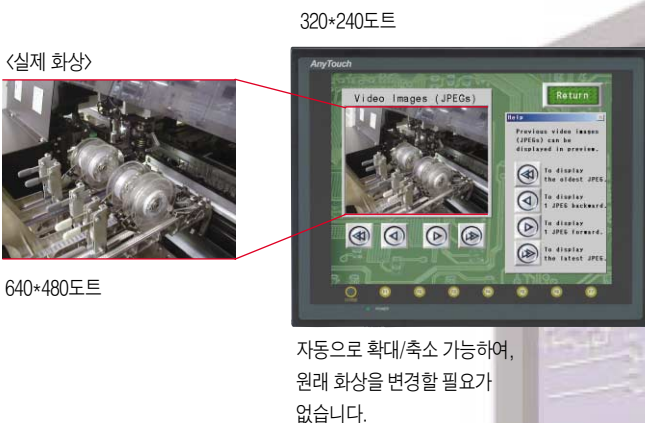 320*240도트
〈실제 화상〉
AnyTouch
Video Images (JPEGs)
Return
Help
Previous video images
(JPEGs) can be
displayed in preview.
To display
the oldest JPEG.
To display
1 JPEG backward.
To display
1 JPEG forward.
To display
the latest JPEG.
POWER
640*480도트
자동으로 확대/축소 가능하여,
원래 화상을 변경할 필요가
없습니다.